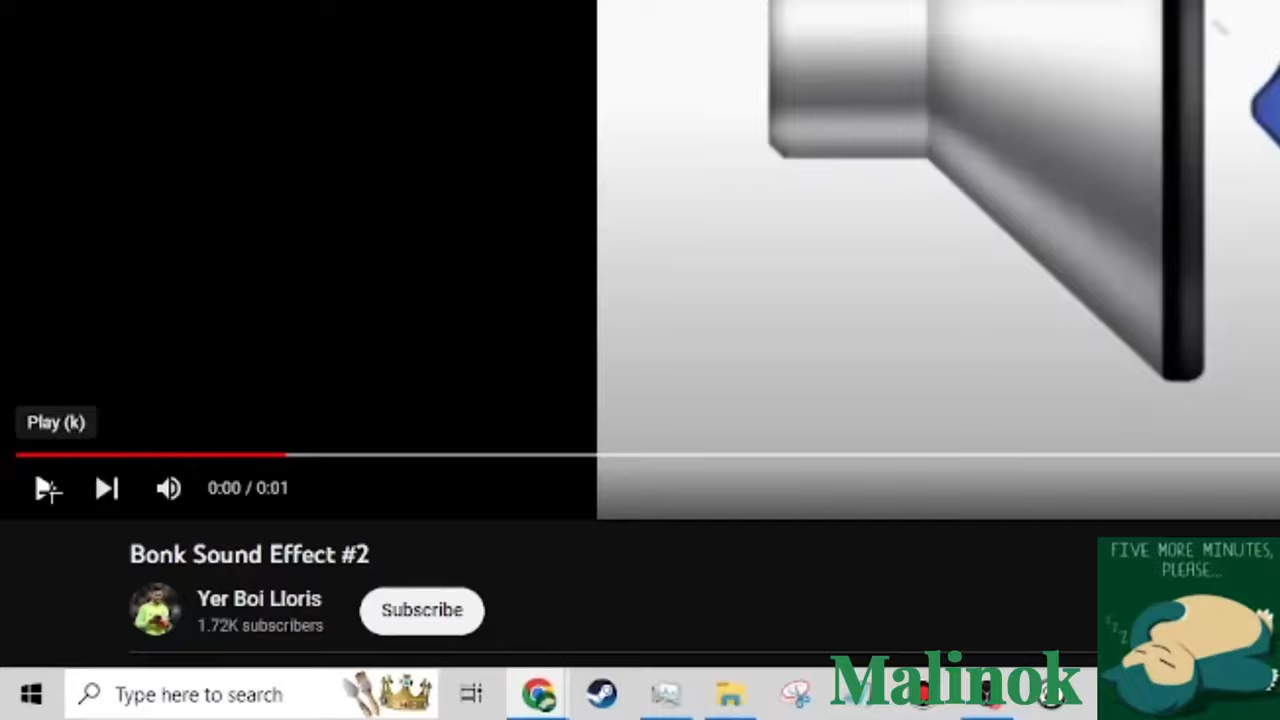 Play (k)
0:00 / 0:01
Bonk Sound Effect #2
Yer Boi Lloris
1.72K subscribers
Subscribe
FIVE MORE MINUTES,
PLEASE...
zzZ
Type here to search
Malinok